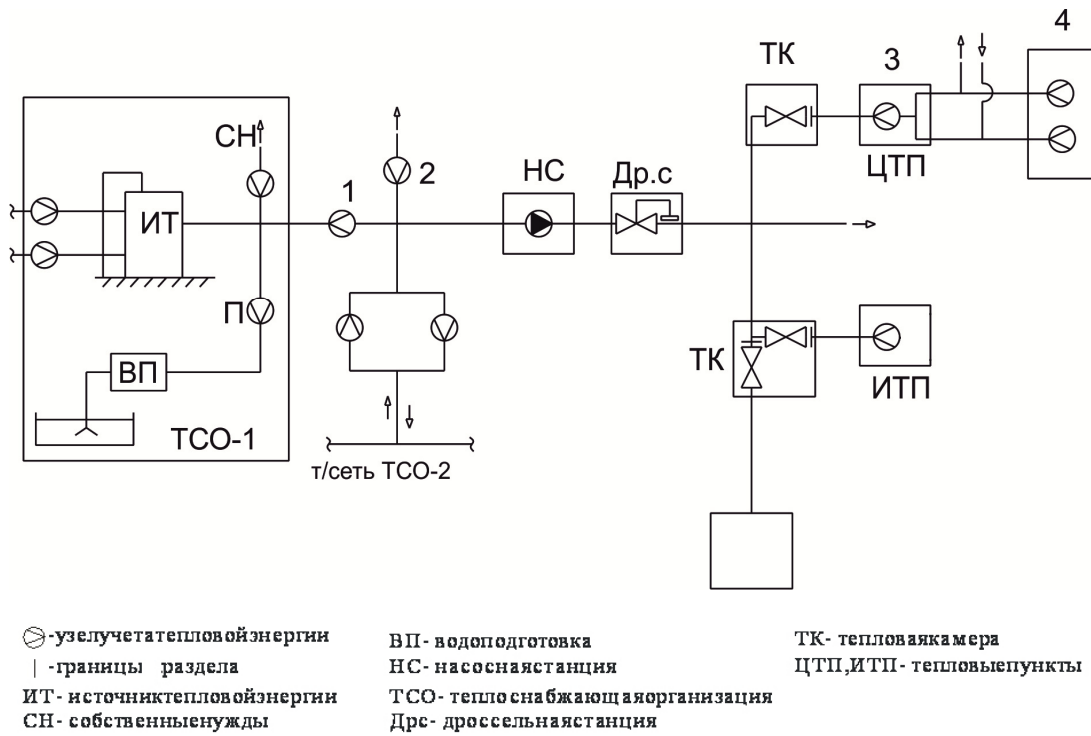 4
ТК
3
СН
2
НС
Др.с
1
ЦТП
ИТ
П
ТК
ИТП
ВП
ТСО-1
т/сеть ТСО-2
-узелучетатепловойэнергии
| -границы раздела
ИТ- источниктепловойэнергии
СН- собственныенужды
ВП- водоподготовка
НС- насоснаястанция
ТСО- теплоснабжающаяорганизация
Дрс- дроссельнаястанция
ТК- тепловаякамера
ЦТП,ИТП- тепловыепункты